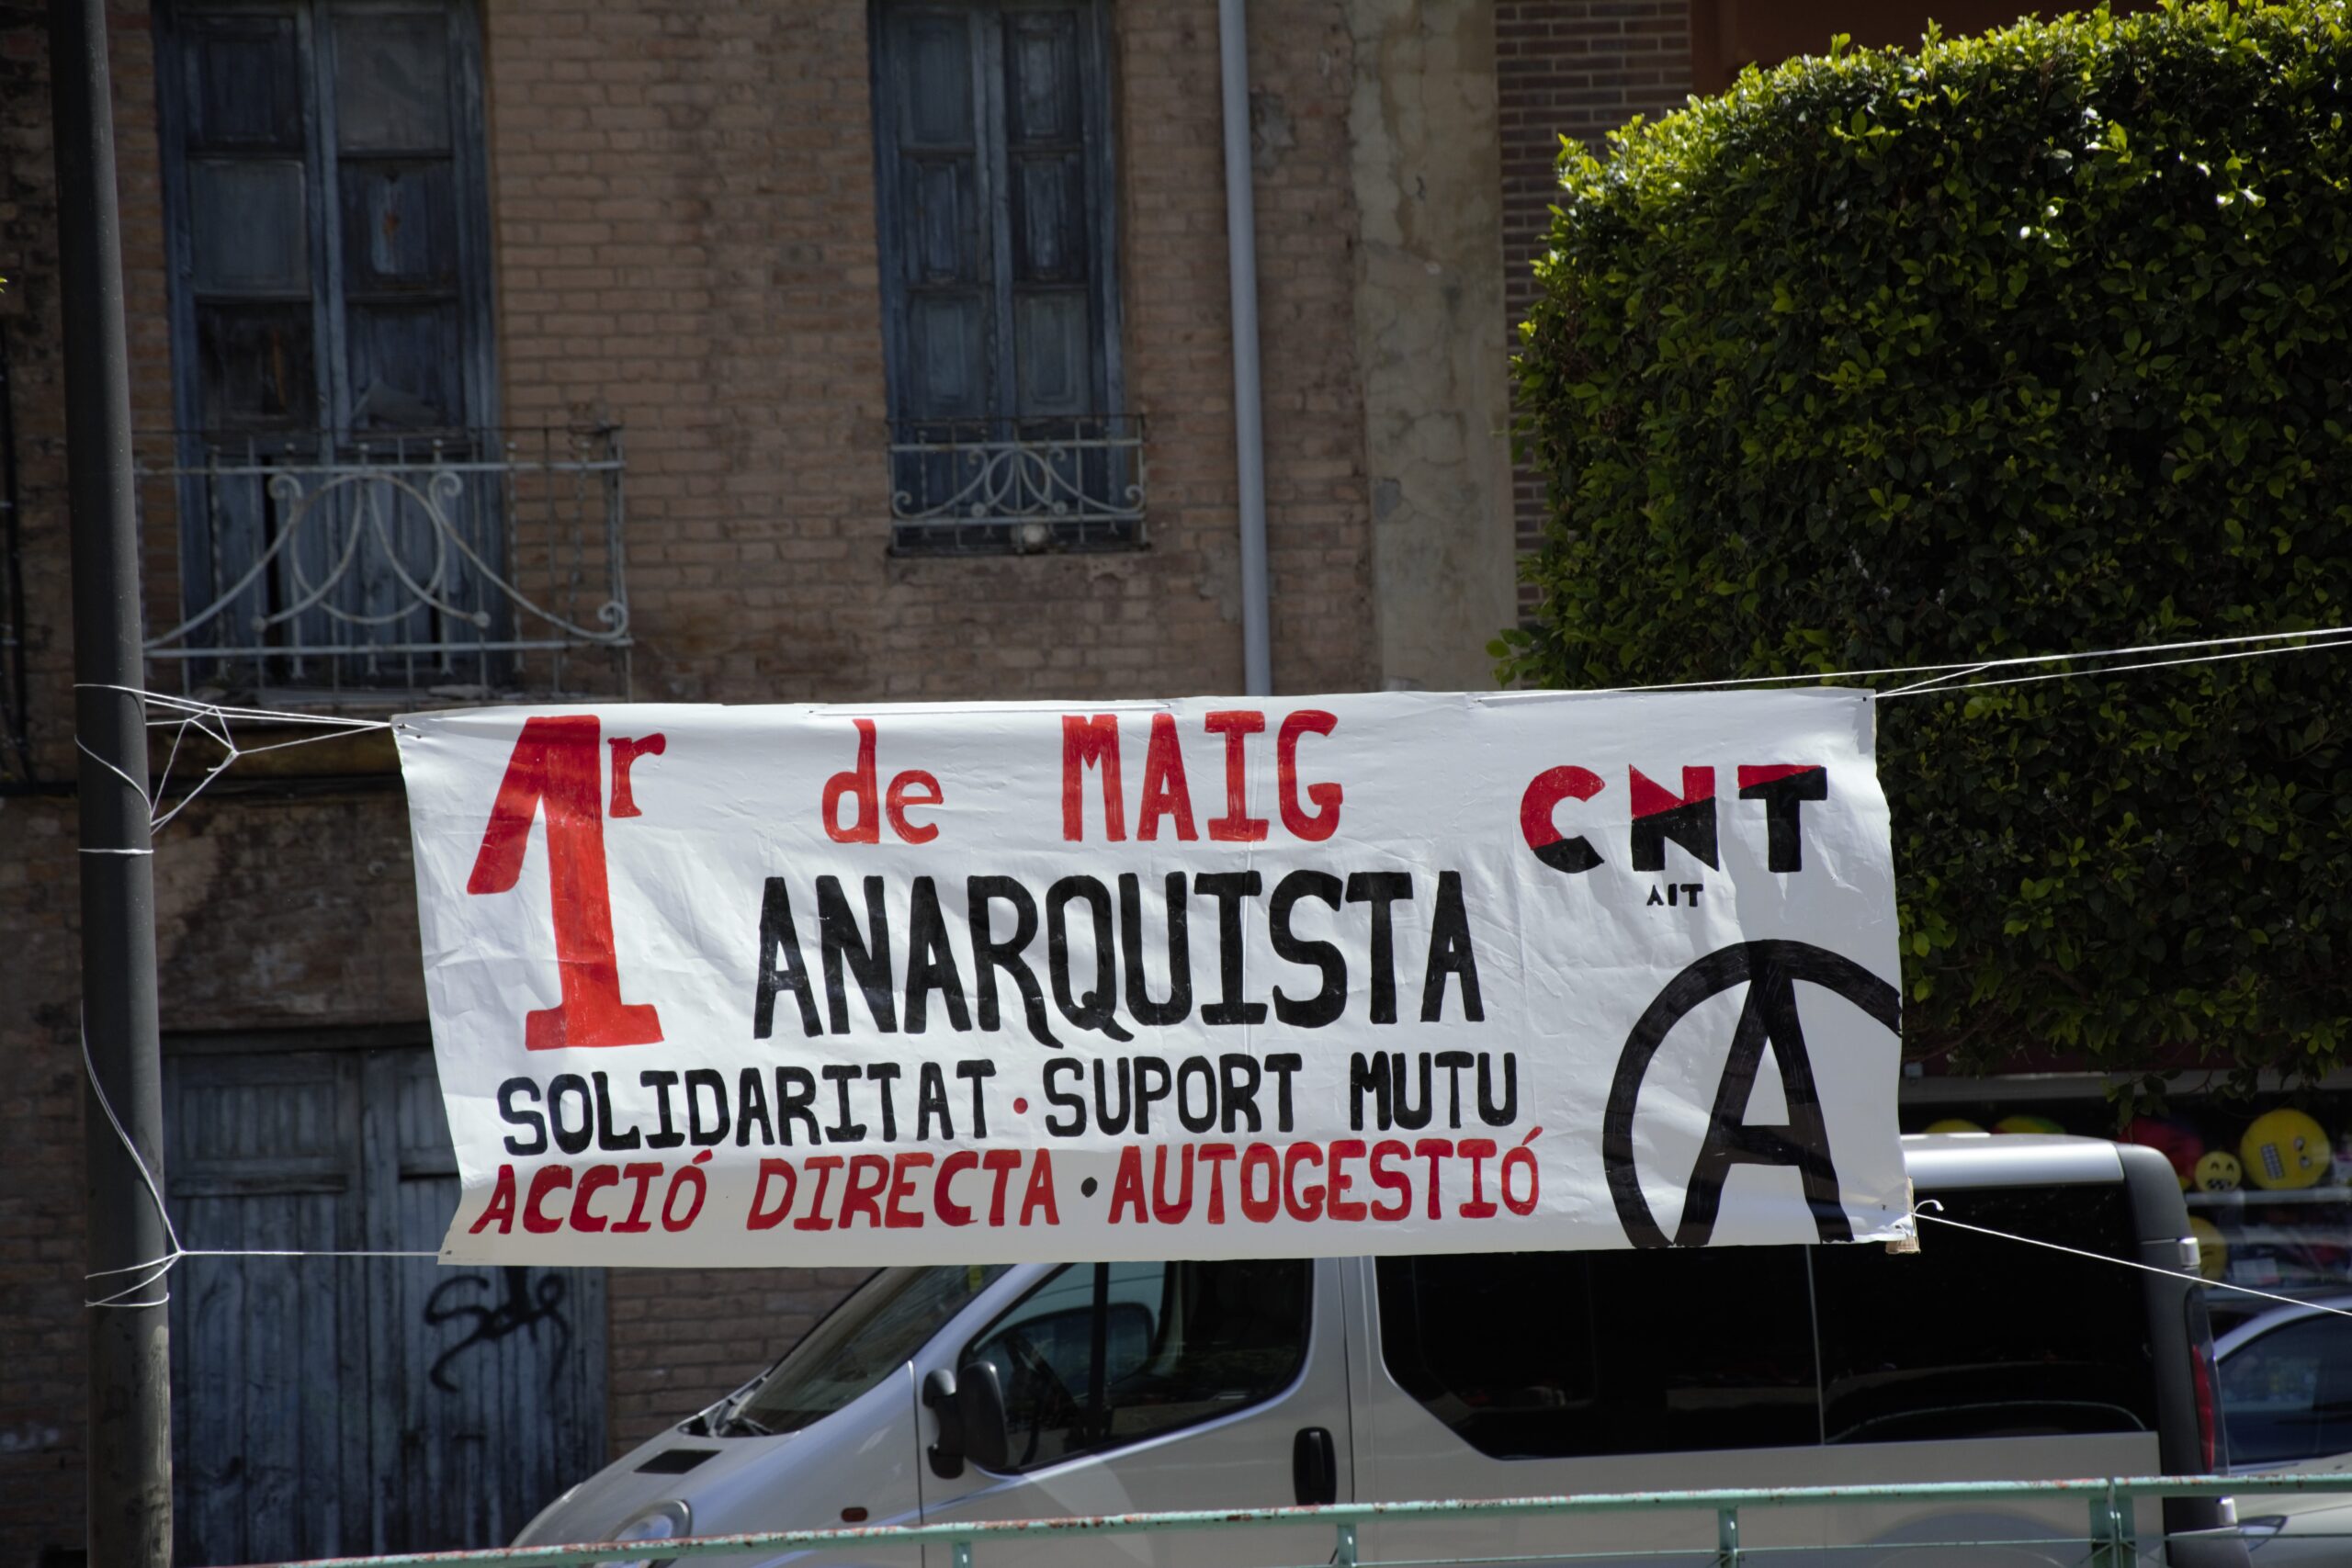 1r de MAIG
ANARQUISTA
SOLIDARITAT · SUPORT MUTU
ACCIÓ DIRECTA · AUTOGESTIÓ
CNT
AIT
A